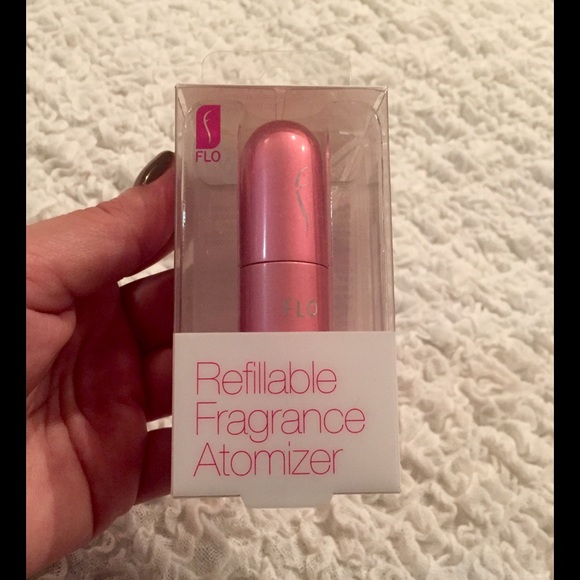 FLO
FLO
Refillable
Fragrance
Atomizer